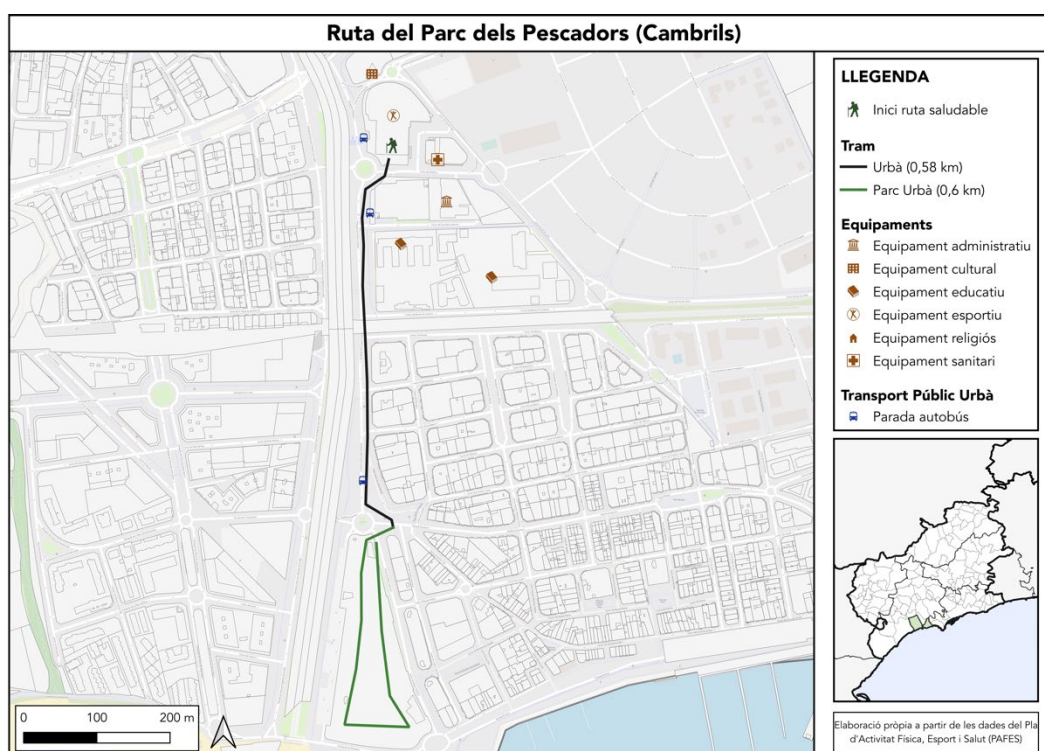 Ruta del Parc dels Pescadors (Cambrils)
LLEGENDA
Inici ruta saludable
Tram
Urbà (0,58 km)
Parc Urbà (0,6 km)
Equipaments
Equipament administratiu
Equipament cultural
Equipament educatiu
Equipament esportiu
Equipament religiós
Equipament sanitari
Transport Públic Urbà
Parada autobús
0 100 200 m
Elaboració pròpia a partir de les dades del Pla
d'Activitat Física, Esport i Salut (PAFES)